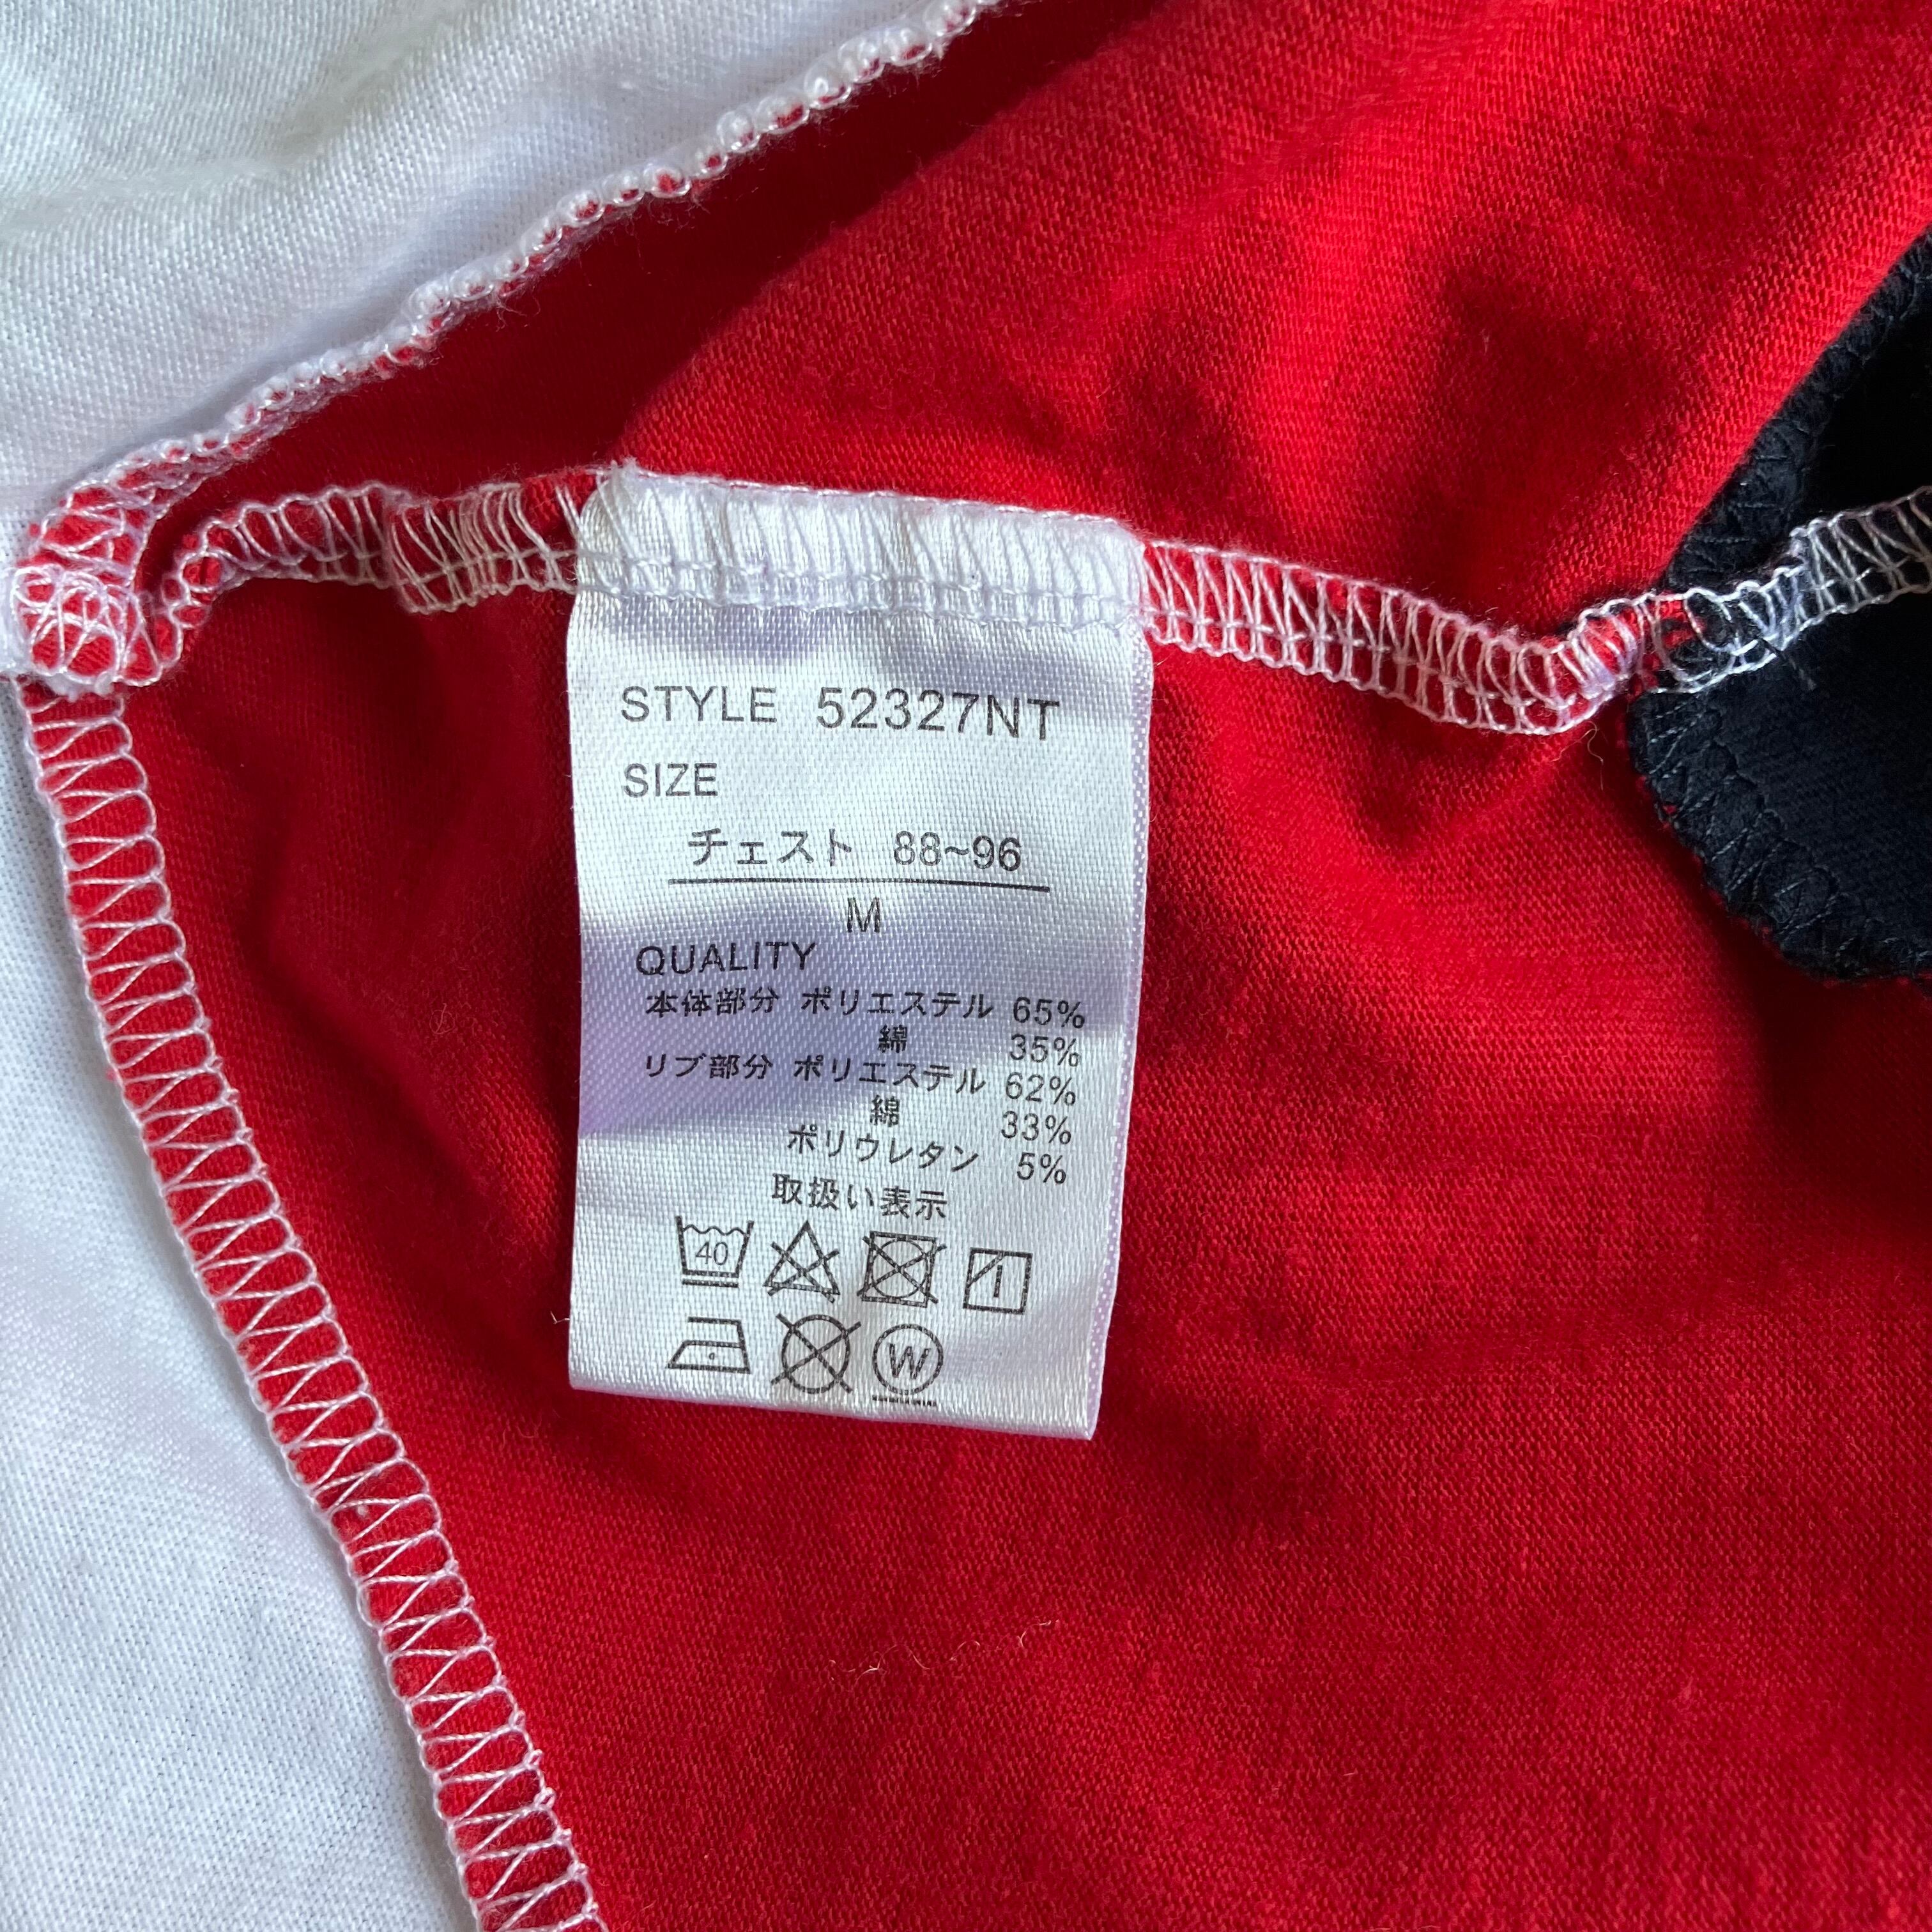 STYLE 52327NT
SIZE
チェスト 88~96
M
QUALITY
本体部分 ポリエステル 65%
綿 35%
リブ部分 ポリエステル 62%
綿 33%
ポリウレタン 5%
取扱い表示
40
W